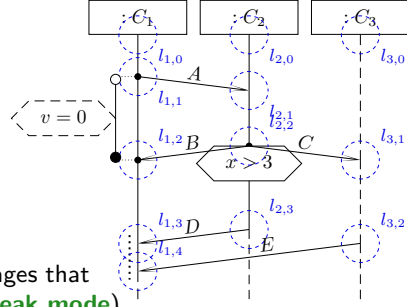 : C₁ : C₂ : C₃
l₁,₀ l₂,₀ l₃,₀
A
l₁,₁ l₂,₁
v = 0 l₂,₂
l₁,₂ B C l₃,₁
x > 3
l₁,₃ D l₂,₃ l₃,₂
l₁,₄ E
nges that
eak mode)